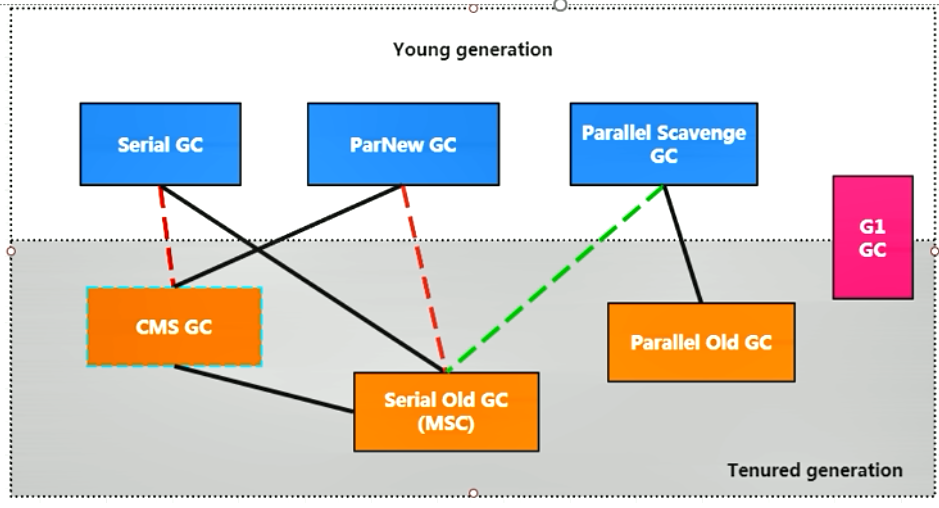 Young generation
Serial GC
ParNew GC
Parallel Scavenge
GC
G1
GC
CMS GC
Parallel Old GC
Serial Old GC
(MSC)
Tenured generation